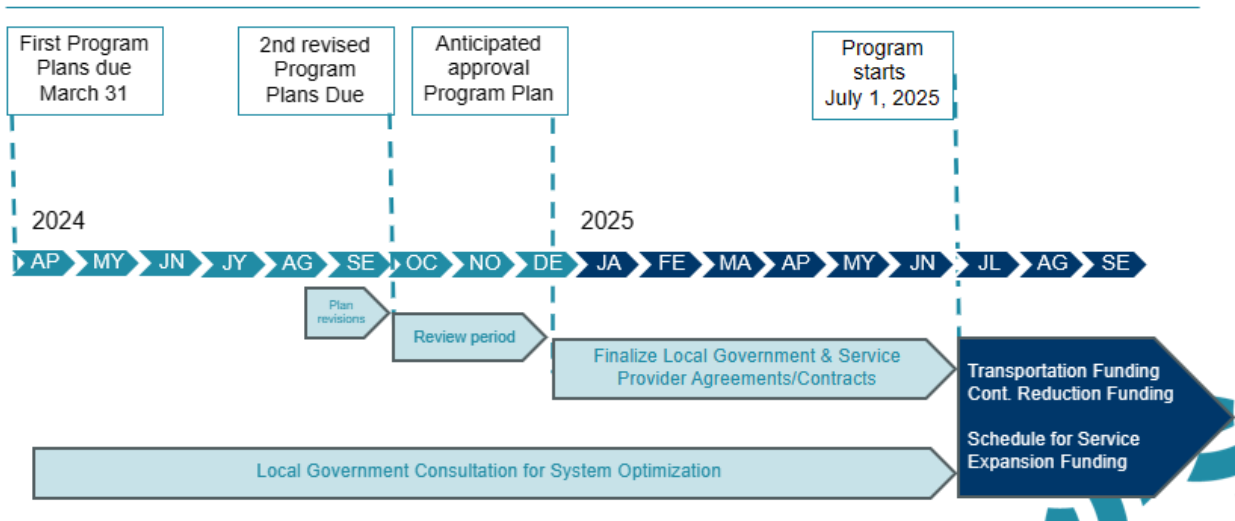 First Program
Plans due
March 31
2nd revised
Program
Plans Due
Anticipated
approval
Program Plan
Program
starts
July 1, 2025
2024
2025
AP MY JN JY AG SE OC NO DE JA FE MA AP MY JN JL AG SE
Plan
revisions
Review period
Finalize Local Government & Service
Provider Agreements/Contracts
Transportation Funding
Cont. Reduction Funding
Schedule for Service
Expansion Funding
Local Government Consultation for System Optimization